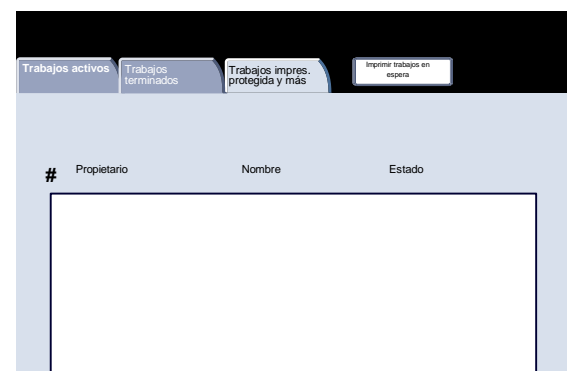 Trabajos activos
Trabajos
terminados
Trabajos impres.
protegida y más
Imprimir trabajos en
espera
# Propietario Nombre Estado